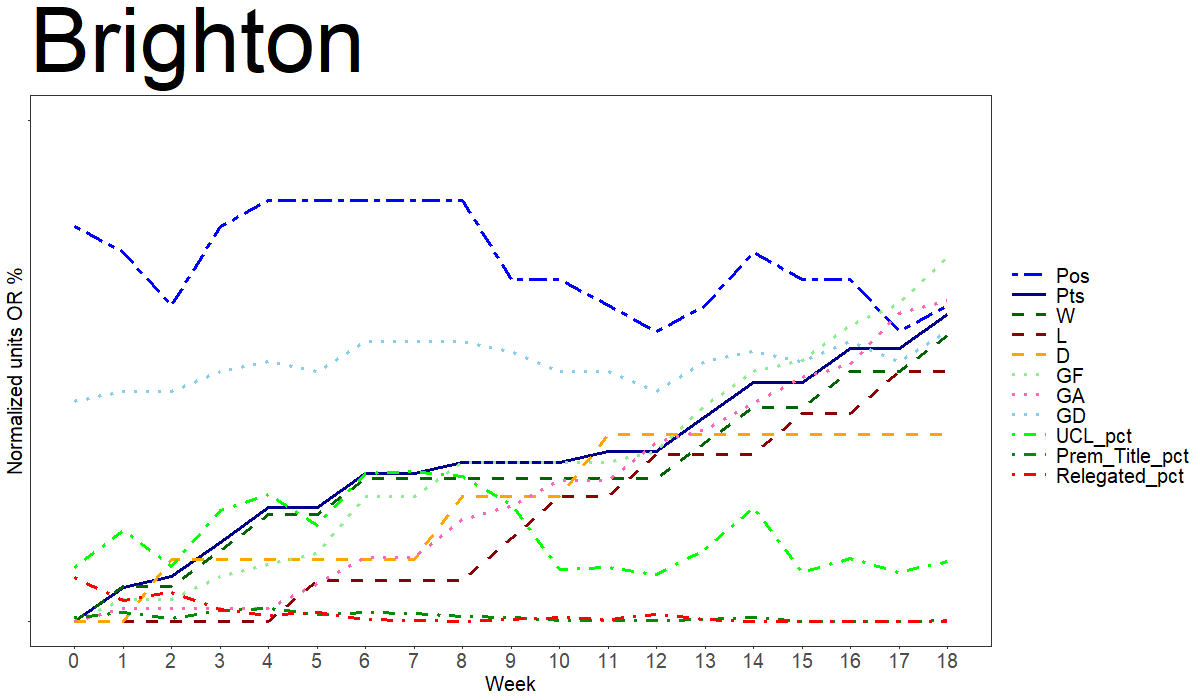 Brighton
Normalized units OR %
Pos
Pts
W
L
D
GF
GA
GD
UCL_pct
Prem_Title_pct
Relegated_pct
0 1 2 3 4 5 6 7 8 9 10 11 12 13 14 15 16 17 18
Week